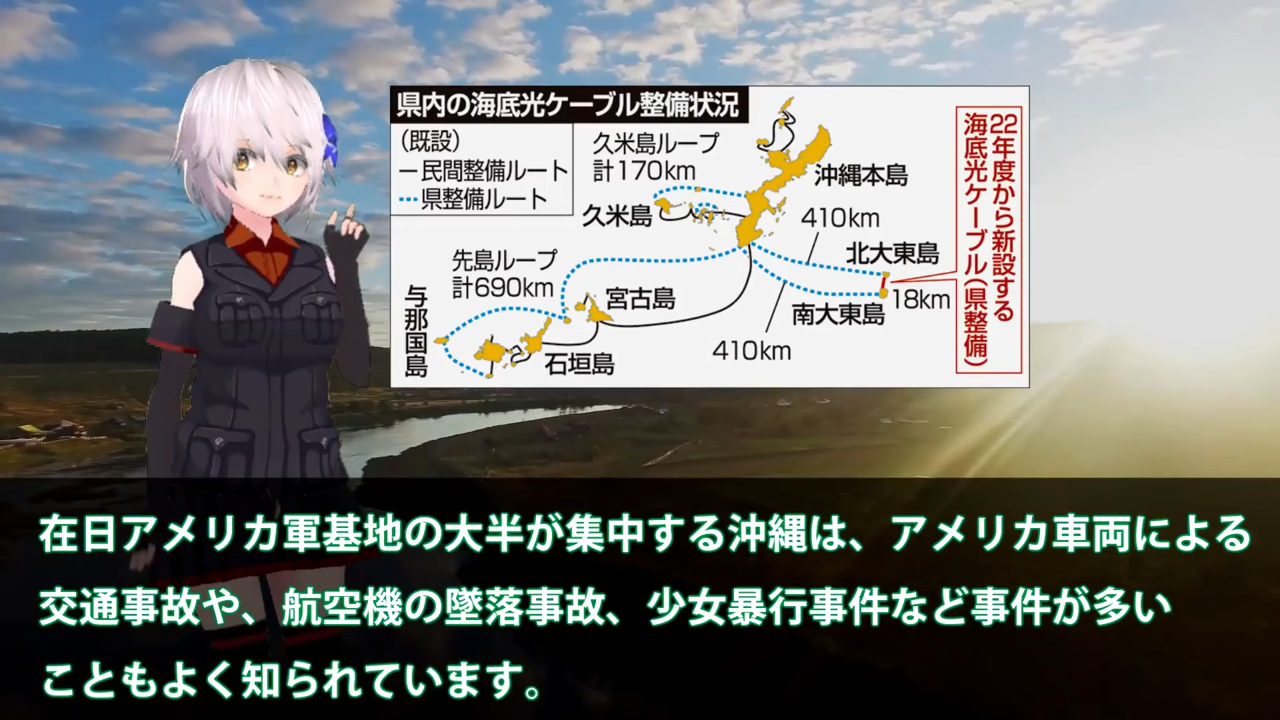 県内の海底光ケーブル整備状況
(既設)
ー民間整備ルート
…県整備ルート
久米島ループ
計170km
久米島
沖縄本島
410km
北大東島
18km
南大東島
410km
先島ループ
計690km
宮古島
石垣島
与那国島
22年度から新設する
海底光ケーブル(県整備)
在日アメリカ軍基地の大半が集中する沖縄は、アメリカ車両による
交通事故や、航空機の墜落事故、少女暴行事件など事件が多い
こともよく知られています。